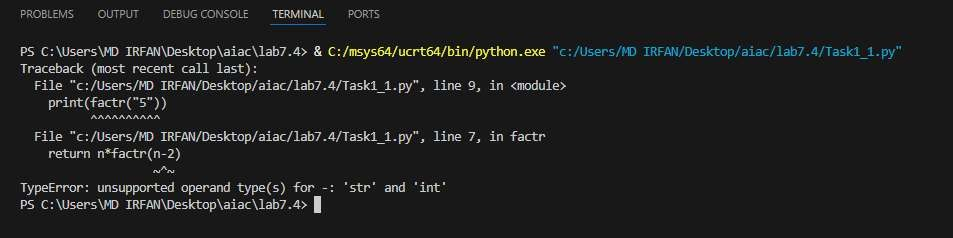 PROBLEMS OUTPUT DEBUG CONSOLE TERMINAL PORTS
PS C:\Users\MD IRFAN\Desktop\aiac\lab7.4> & C:/msys64/ucrt64/bin/python.exe "c:/Users/MD IRFAN/Desktop/aiac/lab7.4/Task1_1.py"
Traceback (most recent call last):
  File "c:/Users/MD IRFAN/Desktop/aiac/lab7.4/Task1_1.py", line 9, in <module>
    print(factr("5"))
          ^^^^^^^^^^
  File "c:/Users/MD IRFAN/Desktop/aiac/lab7.4/Task1_1.py", line 7, in factr
    return n*factr(n-2)
                   ~^~
TypeError: unsupported operand type(s) for -: 'str' and 'int'
PS C:\Users\MD IRFAN\Desktop\aiac\lab7.4>